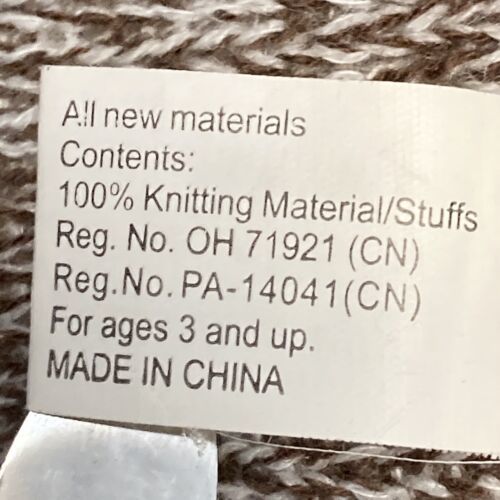 All new materials
Contents:
100% Knitting Material/Stuffs
Reg. No. OH 71921 (CN)
Reg.No. PA-14041(CN)
For ages 3 and up.
MADE IN CHINA